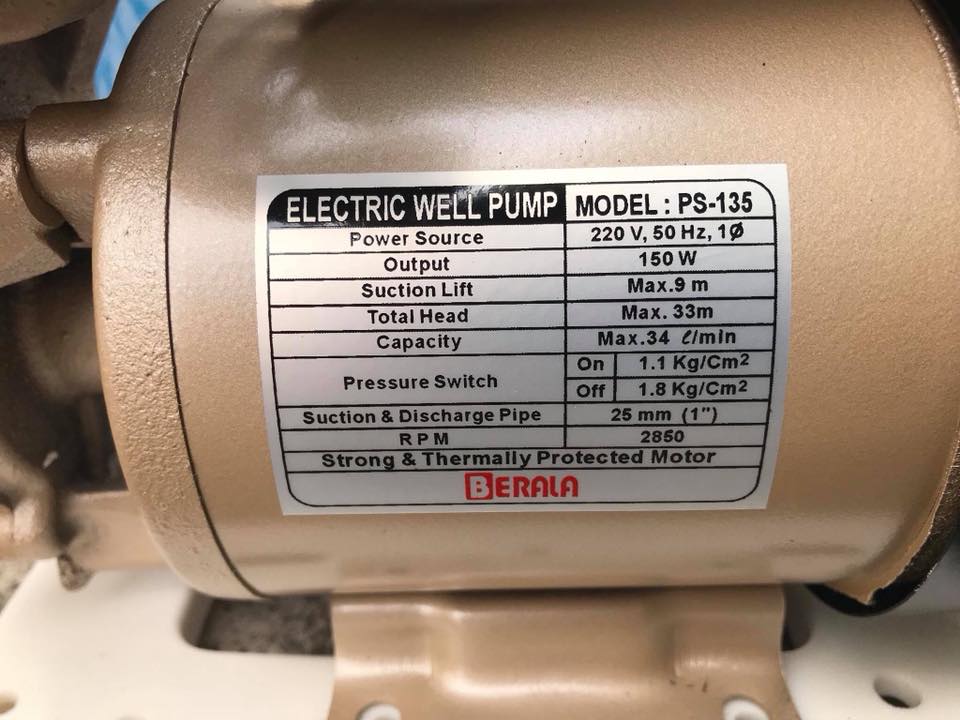 ELECTRIC WELL PUMP MODEL : PS-135
Power Source 220 V, 50 Hz, 1Ø
Output 150 W
Suction Lift Max.9 m
Total Head Max. 33m
Capacity Max.34 ℓ/min
Pressure Switch On 1.1 Kg/Cm²
Off 1.8 Kg/Cm²
Suction & Discharge Pipe 25 mm (1")
RPM 2850
Strong & Thermally Protected Motor
BERALA